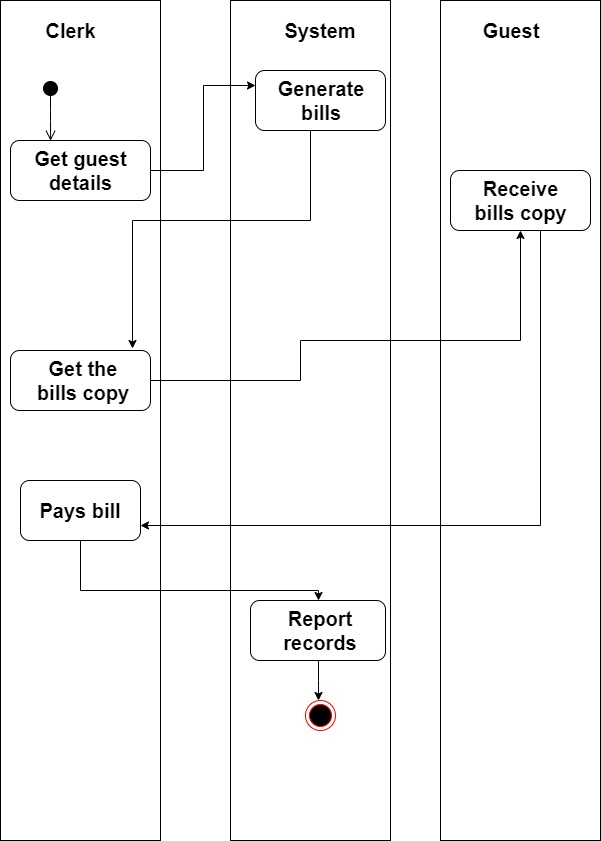 Clerk
System
Guest
Generate
bills
Get guest
details
Receive
bills copy
Get the
bills copy
Pays bill
Report
records